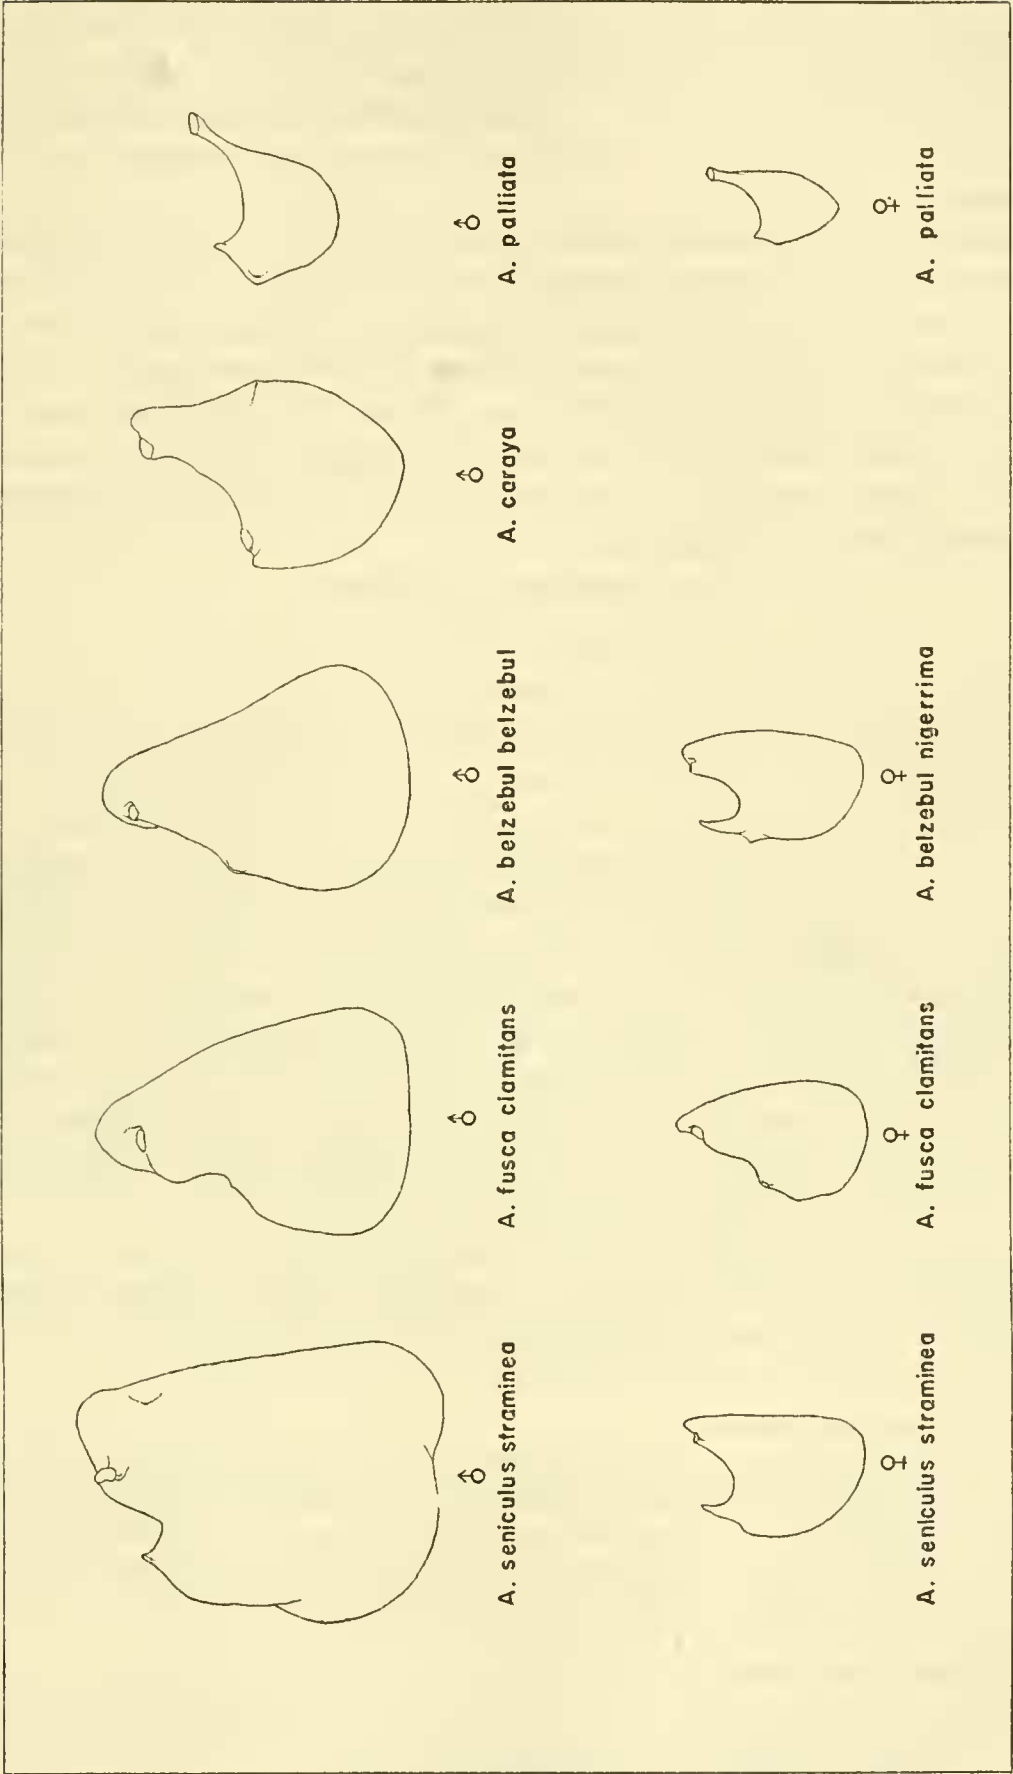 ♂
A. seniculus straminea
♂
A. fusca clamitans
♂
A. belzebul belzebul
♂
A. caraya
♂
A. palliata
♀
A. seniculus straminea
♀
A. fusca clamitans
♀
A. belzebul nigerrima
♀
A. palliata